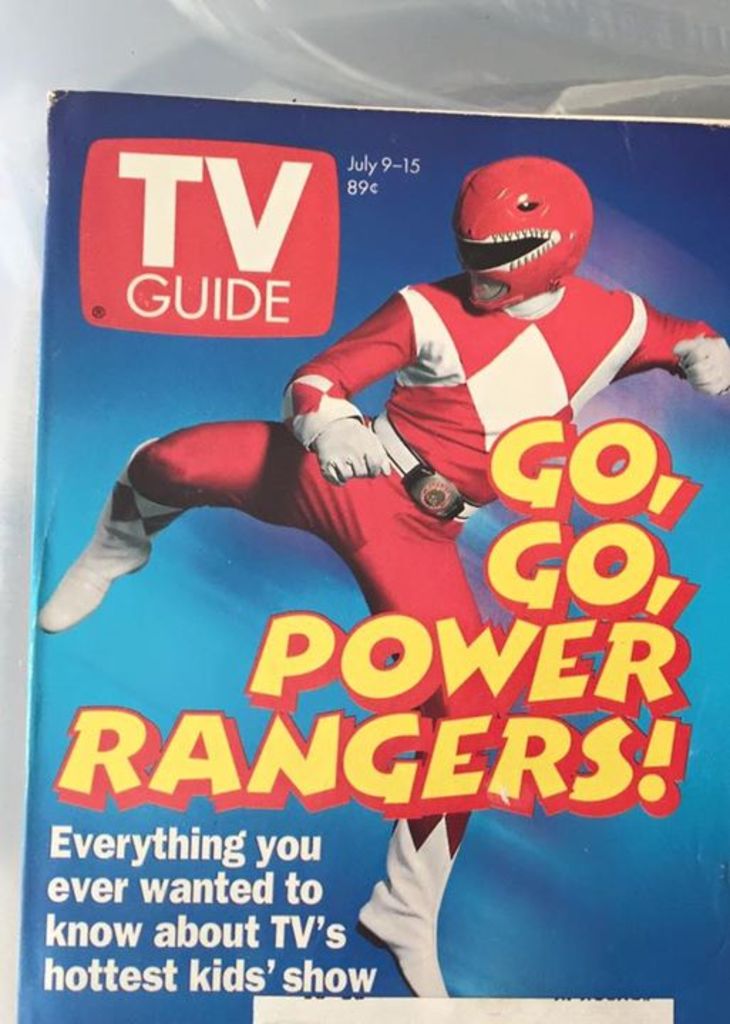 TV
GUIDE
®
July 9–15
89¢
GO,
GO,
POWER
RANGERS!
Everything you
ever wanted to
know about TV's
hottest kids' show